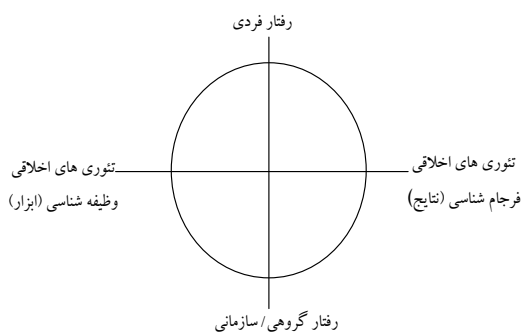 رفتار فردی
تئوری های اخلاقی
فرجام شناسی (نتایج)
تئوری های اخلاقی
وظیفه شناسی (ابزار)
رفتار گروهی/ سازمانی